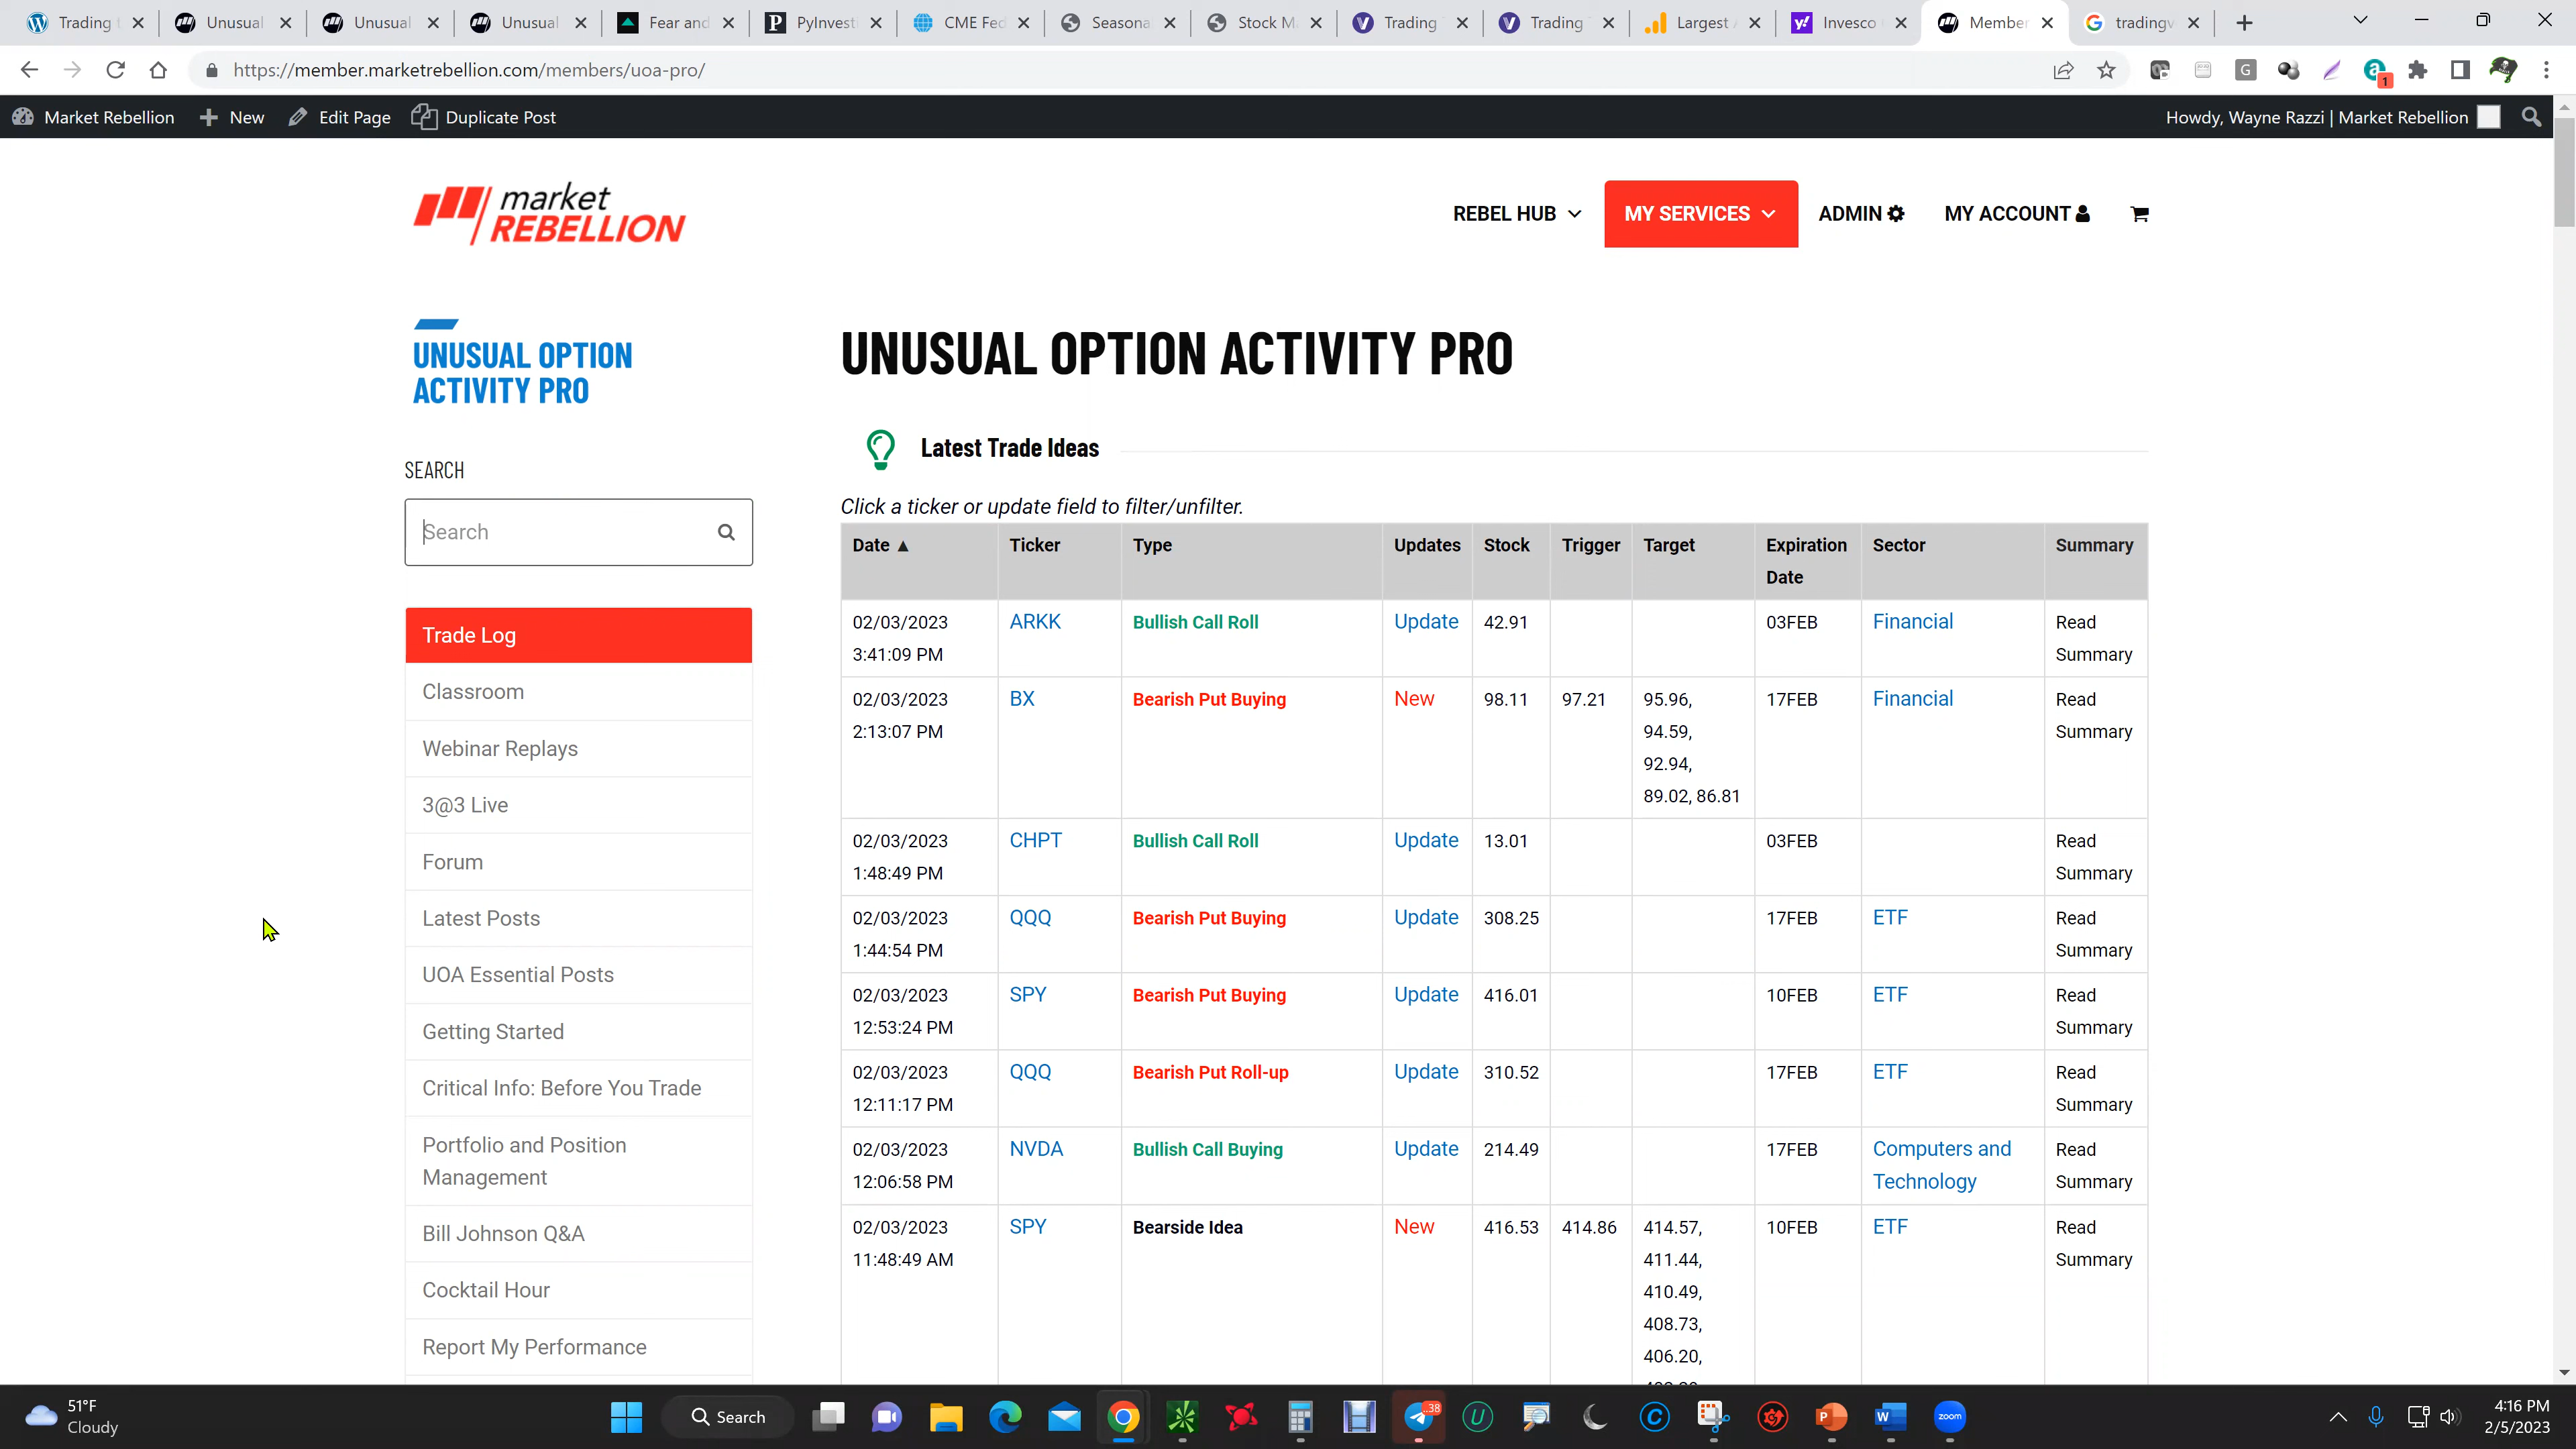 Trading t
Unusual
Unusual
Unusual
Fear and
PyInvesti
CME Fed
Seasona
Stock M
Trading
Trading
Largest
Invesco
Member
tradingv
https://member.marketrebellion.com/members/uoa-pro/
1
Market Rebellion
New
Edit Page
Duplicate Post
Howdy, Wayne Razzi | Market Rebellion
market
REBELLION
REBEL HUB
MY SERVICES
ADMIN
MY ACCOUNT
UNUSUAL OPTION
ACTIVITY PRO
SEARCH
Search
Trade Log
Classroom
Webinar Replays
3@3 Live
Forum
Latest Posts
UOA Essential Posts
Getting Started
Critical Info: Before You Trade
Portfolio and Position
Management
Bill Johnson Q&A
Cocktail Hour
Report My Performance
UNUSUAL OPTION ACTIVITY PRO
Latest Trade Ideas
Click a ticker or update field to filter/unfilter.
Date ▲ Ticker Type Updates Stock Trigger Target Expiration Sector Summary
Date
02/03/2023 ARKK Bullish Call Roll Update 42.91 03FEB Financial Read
3:41:09 PM Summary
02/03/2023 BX Bearish Put Buying New 98.11 97.21 95.96, 17FEB Financial Read
2:13:07 PM 94.59, Summary
92.94,
89.02, 86.81
02/03/2023 CHPT Bullish Call Roll Update 13.01 03FEB Read
1:48:49 PM Summary
02/03/2023 QQQ Bearish Put Buying Update 308.25 17FEB ETF Read
1:44:54 PM Summary
02/03/2023 SPY Bearish Put Buying Update 416.01 10FEB ETF Read
12:53:24 PM Summary
02/03/2023 QQQ Bearish Put Roll-up Update 310.52 17FEB ETF Read
12:11:17 PM Summary
02/03/2023 NVDA Bullish Call Buying Update 214.49 17FEB Computers and Read
12:06:58 PM Technology Summary
02/03/2023 SPY Bearside Idea New 416.53 414.86 414.57, 10FEB ETF Read
11:48:49 AM 411.44, Summary
410.49,
408.73,
406.20,
51°F
Cloudy
Search
38
zoom
4:16 PM
2/5/2023